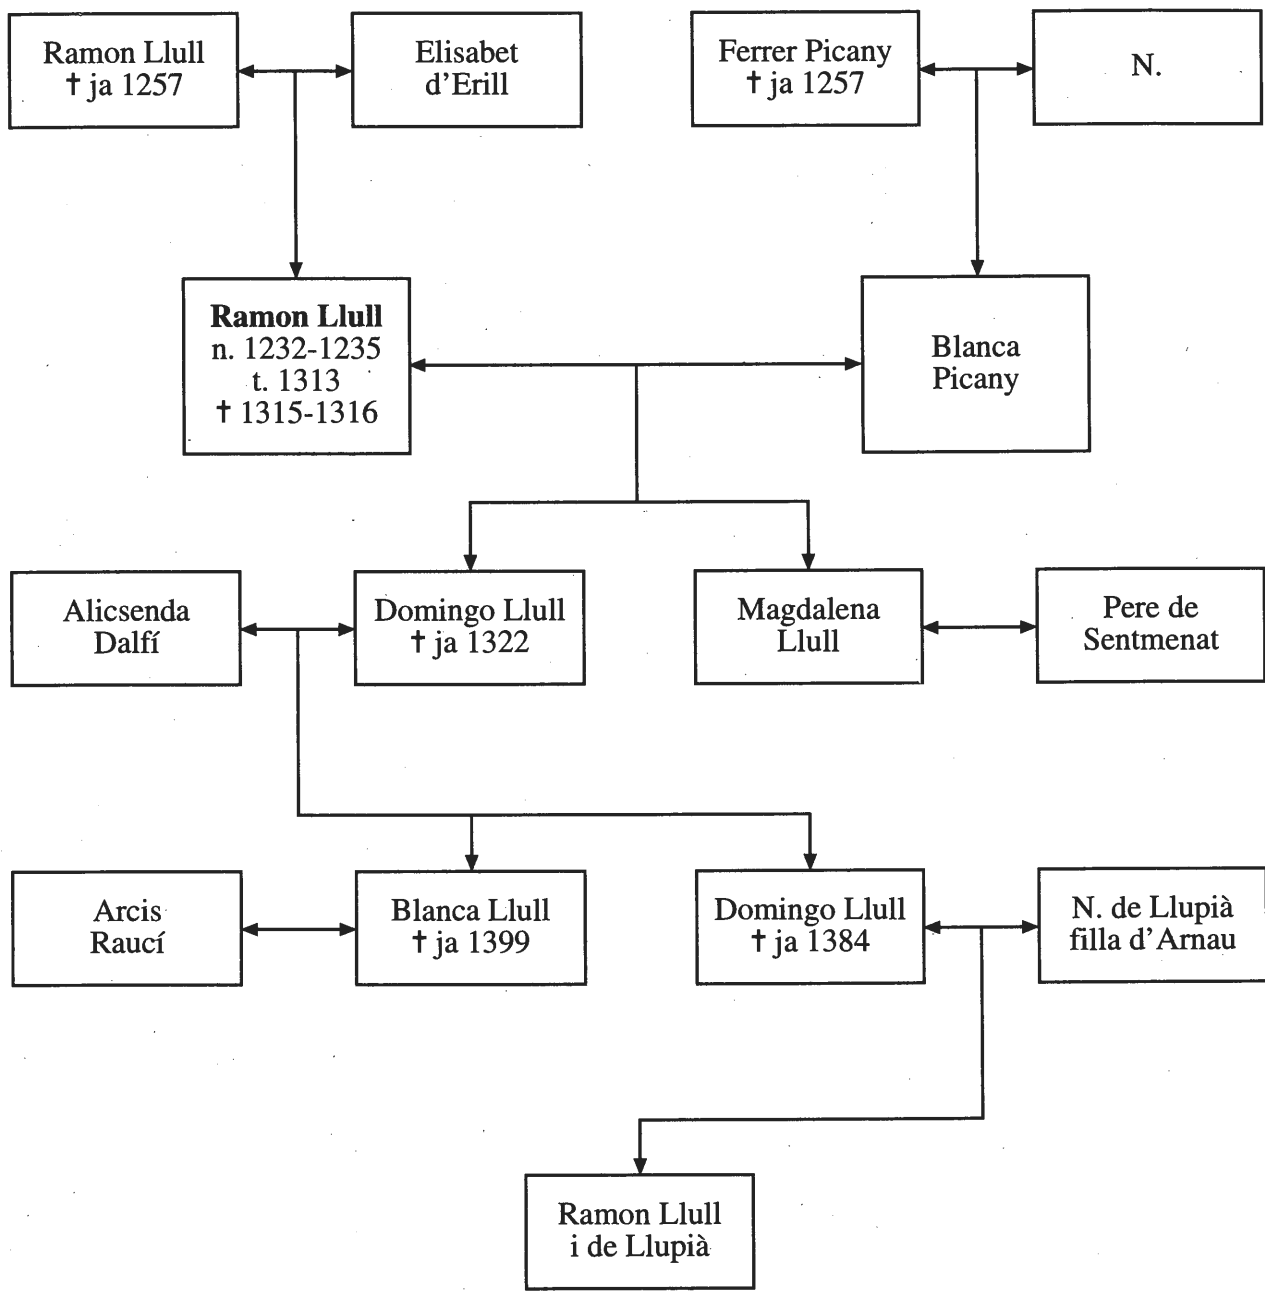 Ramon Llull
† ja 1257
Elisabet
d'Erill
Ferrer Picany
† ja 1257
N.
Ramon Llull
n. 1232-1235
t. 1313
† 1315-1316
Blanca
Picany
Alicsenda
Dalfí
Domingo Llull
† ja 1322
Magdalena
Llull
Pere de
Sentmenat
Arcis
Raucí
Blanca Llull
† ja 1399
Domingo Llull
† ja 1384
N. de Llupià
filla d'Arnau
Ramon Llull
i de Llupià